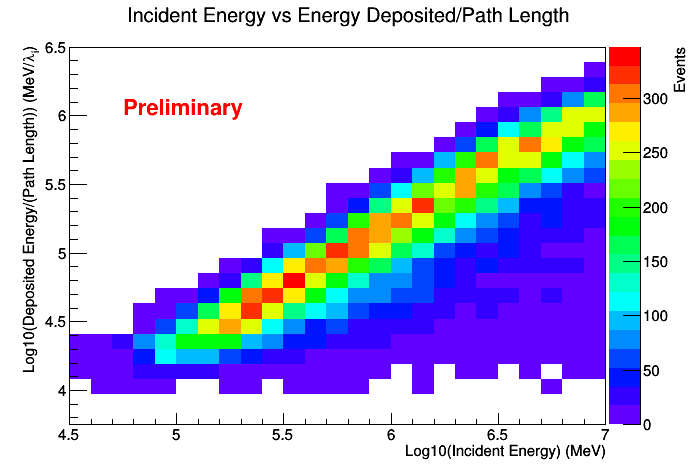 Incident Energy vs Energy Deposited/Path Length
Log10(Deposited Energy/(Path Length)) (MeV/λi)
6.5
6
5.5
5
4.5
4
Preliminary
4.5 5 5.5 6 6.5 7
Log10(Incident Energy) (MeV)
Events
300
250
200
150
100
50
0